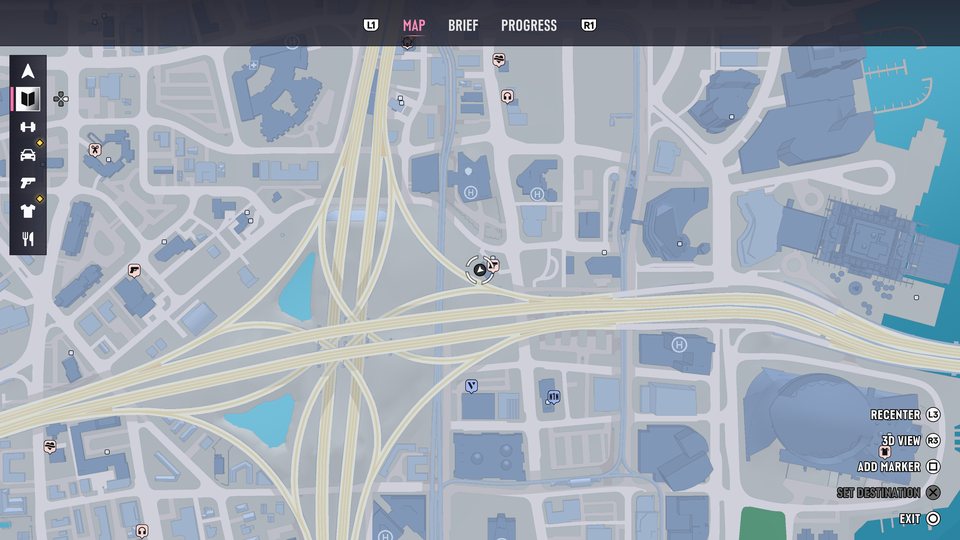 L1 MAP BRIEF PROGRESS R1
H
H
H
H
V
H
RECENTER L3
3D VIEW R3
ADD MARKER
SET DESTINATION
EXIT